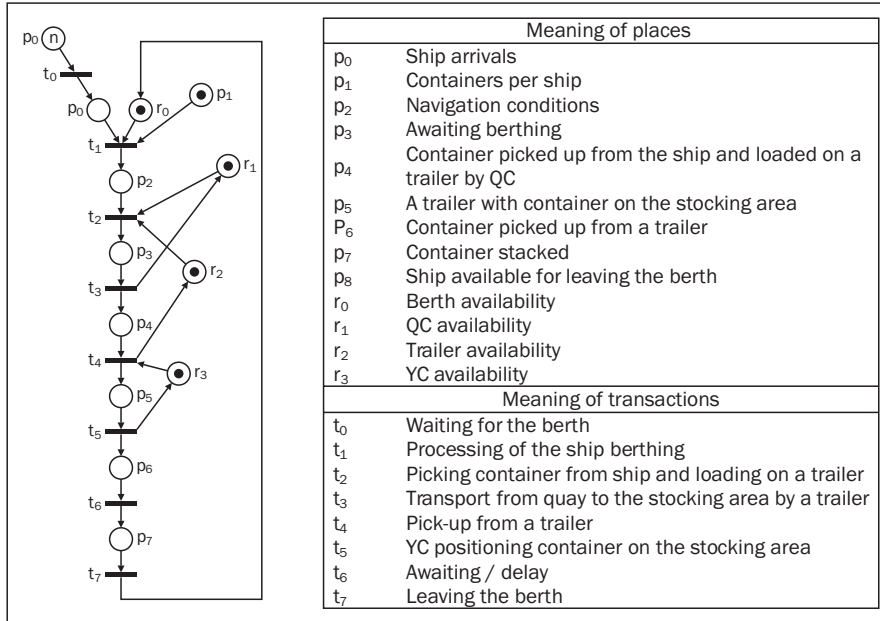 p₀ n
t₀
p₀ r₀ p₁
t₁
p₂ r₁
t₂
p₃ r₂
t₃
p₄
t₄ r₃
p₅
t₅
p₆
t₆
p₇
t₇
Meaning of places
p₀ Ship arrivals
p₁ Containers per ship
p₂ Navigation conditions
p₃ Awaiting berthing
p₄ Container picked up from the ship and loaded on a
trailer by QC
p₅ A trailer with container on the stocking area
P₆ Container picked up from a trailer
p₇ Container stacked
p₈ Ship available for leaving the berth
r₀ Berth availability
r₁ QC availability
r₂ Trailer availability
r₃ YC availability
Meaning of transactions
t₀ Waiting for the berth
t₁ Processing of the ship berthing
t₂ Picking container from ship and loading on a trailer
t₃ Transport from quay to the stocking area by a trailer
t₄ Pick-up from a trailer
t₅ YC positioning container on the stocking area
t₆ Awaiting / delay
t₇ Leaving the berth